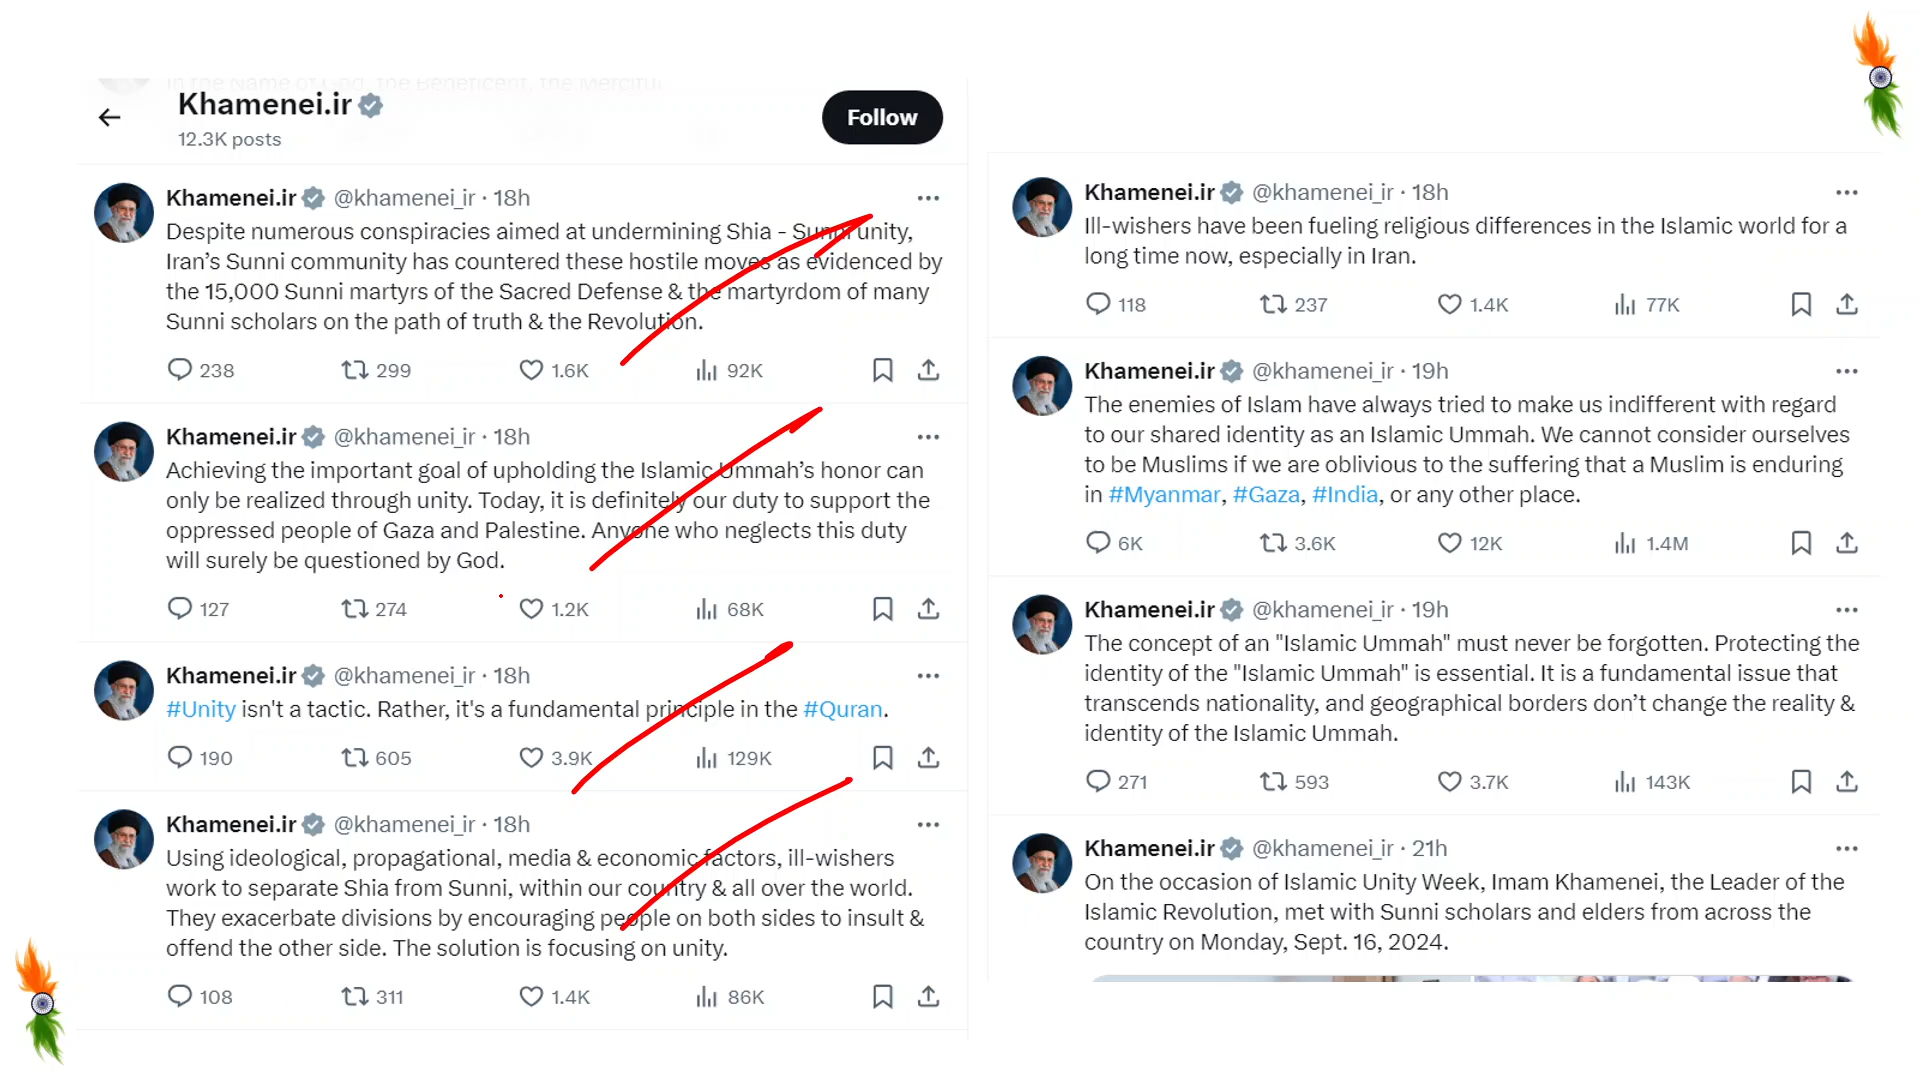 In the Name of God, the Beneficent, the Merciful
Khamenei.ir
12.3K posts
Follow
Khamenei.ir @khamenei_ir · 18h
Despite numerous conspiracies aimed at undermining Shia - Sunni unity,
Iran’s Sunni community has countered these hostile moves as evidenced by
the 15,000 Sunni martyrs of the Sacred Defense & the martyrdom of many
Sunni scholars on the path of truth & the Revolution.
238 299 1.6K 92K
Khamenei.ir @khamenei_ir · 18h
Achieving the important goal of upholding the Islamic Ummah’s honor can
only be realized through unity. Today, it is definitely our duty to support the
oppressed people of Gaza and Palestine. Anyone who neglects this duty
will surely be questioned by God.
127 274 1.2K 68K
Khamenei.ir @khamenei_ir · 18h
#Unity isn't a tactic. Rather, it's a fundamental principle in the #Quran.
190 605 3.9K 129K
Khamenei.ir @khamenei_ir · 18h
Using ideological, propagational, media & economic factors, ill-wishers
work to separate Shia from Sunni, within our country & all over the world.
They exacerbate divisions by encouraging people on both sides to insult &
offend the other side. The solution is focusing on unity.
108 311 1.4K 86K
Khamenei.ir @khamenei_ir · 18h
Ill-wishers have been fueling religious differences in the Islamic world for a
long time now, especially in Iran.
118 237 1.4K 77K
Khamenei.ir @khamenei_ir · 19h
The enemies of Islam have always tried to make us indifferent with regard
to our shared identity as an Islamic Ummah. We cannot consider ourselves
to be Muslims if we are oblivious to the suffering that a Muslim is enduring
in #Myanmar, #Gaza, #India, or any other place.
6K 3.6K 12K 1.4M
Khamenei.ir @khamenei_ir · 19h
The concept of an "Islamic Ummah" must never be forgotten. Protecting the
identity of the "Islamic Ummah" is essential. It is a fundamental issue that
transcends nationality, and geographical borders don’t change the reality &
identity of the Islamic Ummah.
271 593 3.7K 143K
Khamenei.ir @khamenei_ir · 21h
On the occasion of Islamic Unity Week, Imam Khamenei, the Leader of the
Islamic Revolution, met with Sunni scholars and elders from across the
country on Monday, Sept. 16, 2024.